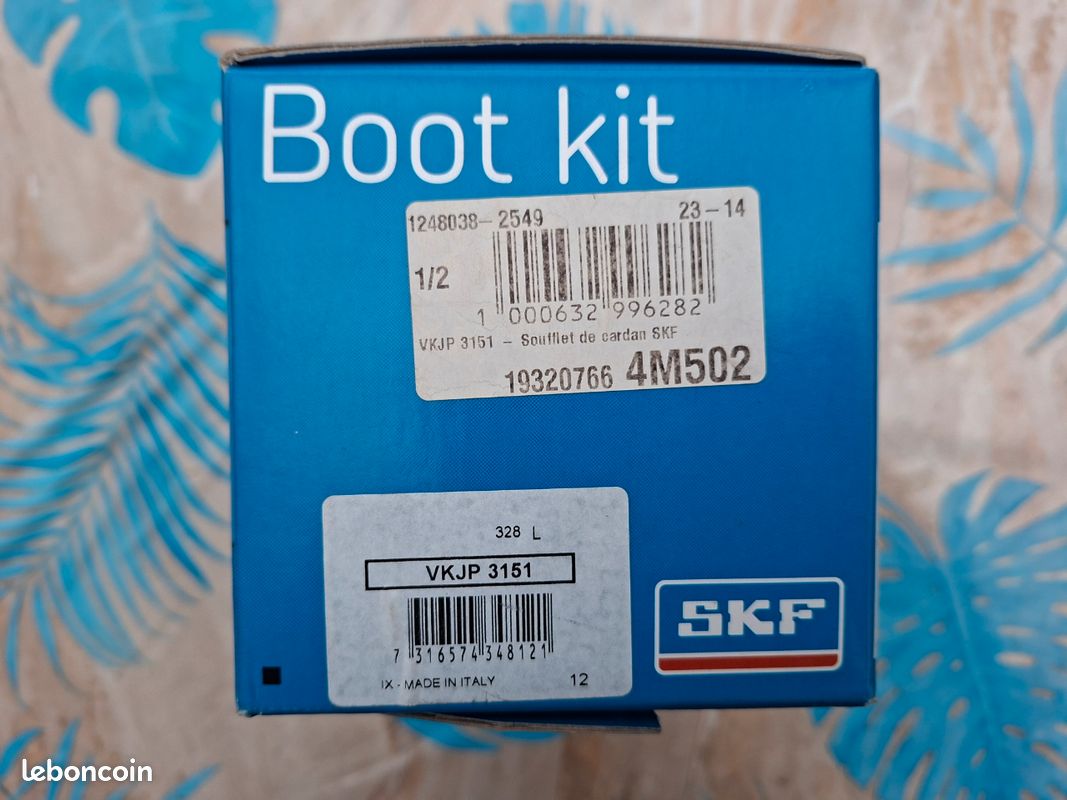 Boot kit
1248038-2549 23-14
1/2
1 000632 996282
VKJP 3151 - Soufflet de cardan SKF
19320766 4M502
328 L
VKJP 3151
7 316574 348121
IX - MADE IN ITALY 12
SKF
leboncoin